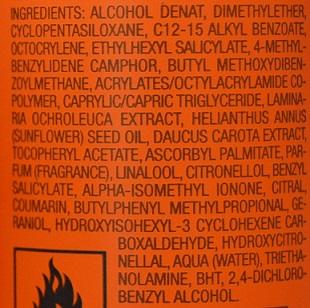 INGREDIENTS: ALCOHOL DENAT, DIMETHYLETHER,
CYCLOPENTASILOXANE, C12-15 ALKYL BENZOATE,
OCTOCRYLENE, ETHYLHEXYL SALICYLATE, 4-METHYL-
BENZYLIDENE CAMPHOR, BUTYL METHOXYDIBEN-
ZOYLMETHANE, ACRYLATES/OCTYLACRYLAMIDE CO-
POLYMER, CAPRYLIC/CAPRIC TRIGLYCERIDE, LAMINA-
RIA OCHROLEUCA EXTRACT, HELIANTHUS ANNUS
(SUNFLOWER) SEED OIL, DAUCUS CAROTA EXTRACT,
TOCOPHERYL ACETATE, ASCORBYL PALMITATE, PAR-
FUM (FRAGRANCE), LINALOOL, CITRONELLOL, BENZYL
SALICYLATE, ALPHA-ISOMETHYL IONONE, CITRAL,
COUMARIN, BUTYLPHENYL METHYLPROPIONAL, GE-
RANIOL, HYDROXYISOHEXYL-3 CYCLOHEXENE CAR-
BOXALDEHYDE, HYDROXYCITRO-
NELLAL, AQUA (WATER), TRIETHA-
NOLAMINE, BHT, 2,4-DICHLORO-
BENZYL ALCOHOL.